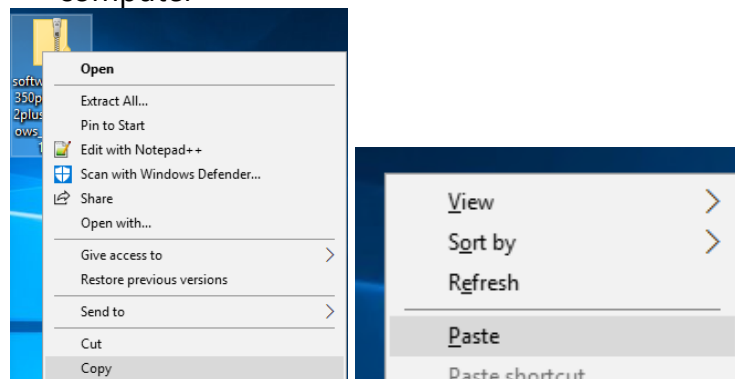 computer
Open
softw
350p
2plus
ows_
1
Extract All...
Pin to Start
Edit with Notepad++
Scan with Windows Defender...
Share
Open with...
Give access to
Restore previous versions
Send to
Cut
Copy
View
Sort by
Refresh
Paste
Paste shortcut